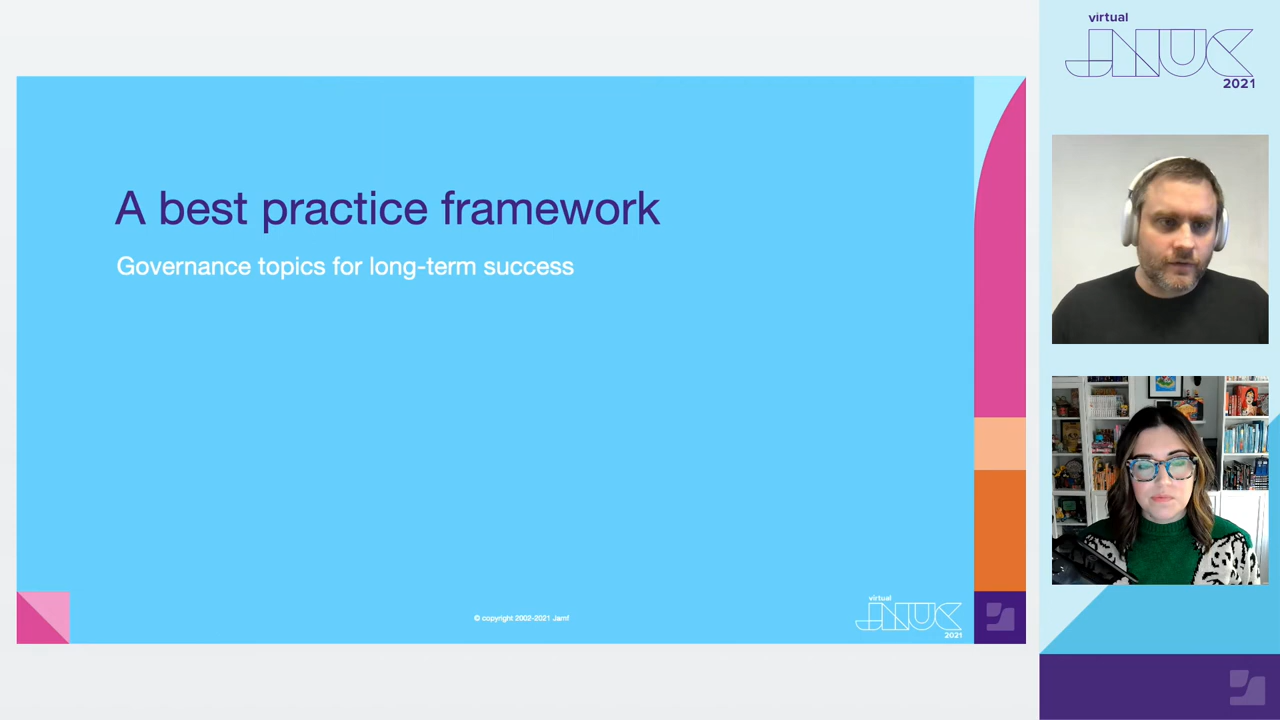 A best practice framework
Governance topics for long-term success
© copyright 2002-2021 Jamf
virtual
JNUC
2021
virtual
JNUC
2021